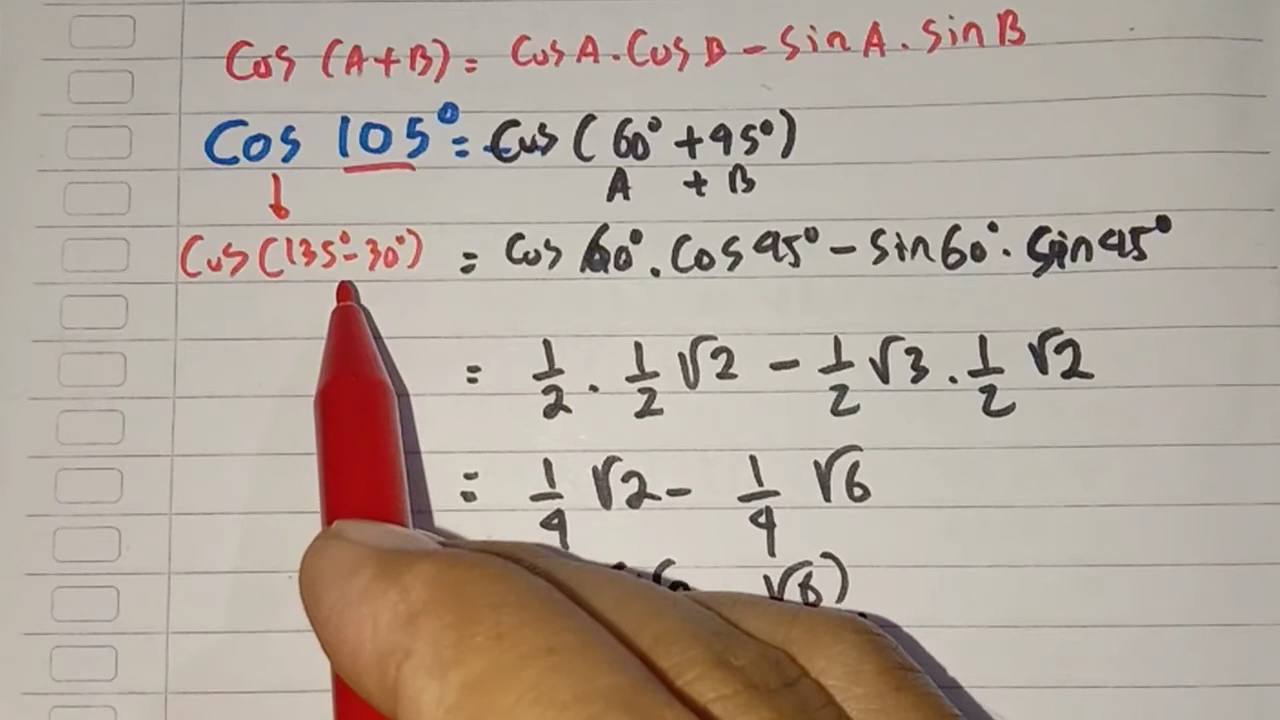 Cos (A+B) = Cos A . Cos B - Sin A . Sin B
Cos 105° = Cos (60° + 45°)
A + B
Cos (135° - 30°) = Cos 60° . Cos 45° - Sin 60° . Sin 45°
= 1/2 . 1/2 √2 - 1/2 √3 . 1/2 √2
= 1/4 √2 - 1/4 √6
√6)